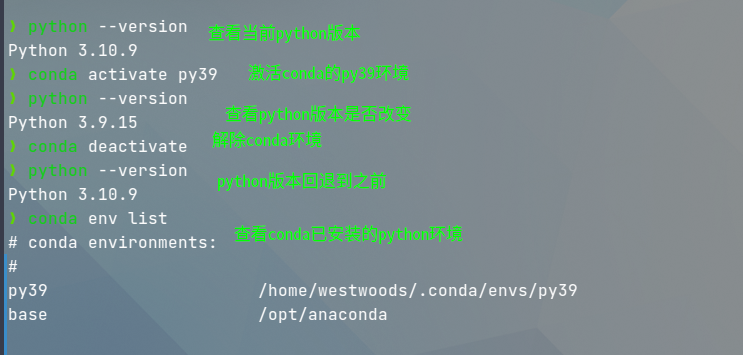 ❯ python --version 查看当前python版本
Python 3.10.9
❯ conda activate py39 激活conda的py39环境
❯ python --version 查看python版本是否改变
Python 3.9.15
❯ conda deactivate 解除conda环境
❯ python --version python版本回退到之前
Python 3.10.9
❯ conda env list 查看conda已安装的python环境
# conda environments:
#
py39 /home/westwoods/.conda/envs/py39
base /opt/anaconda